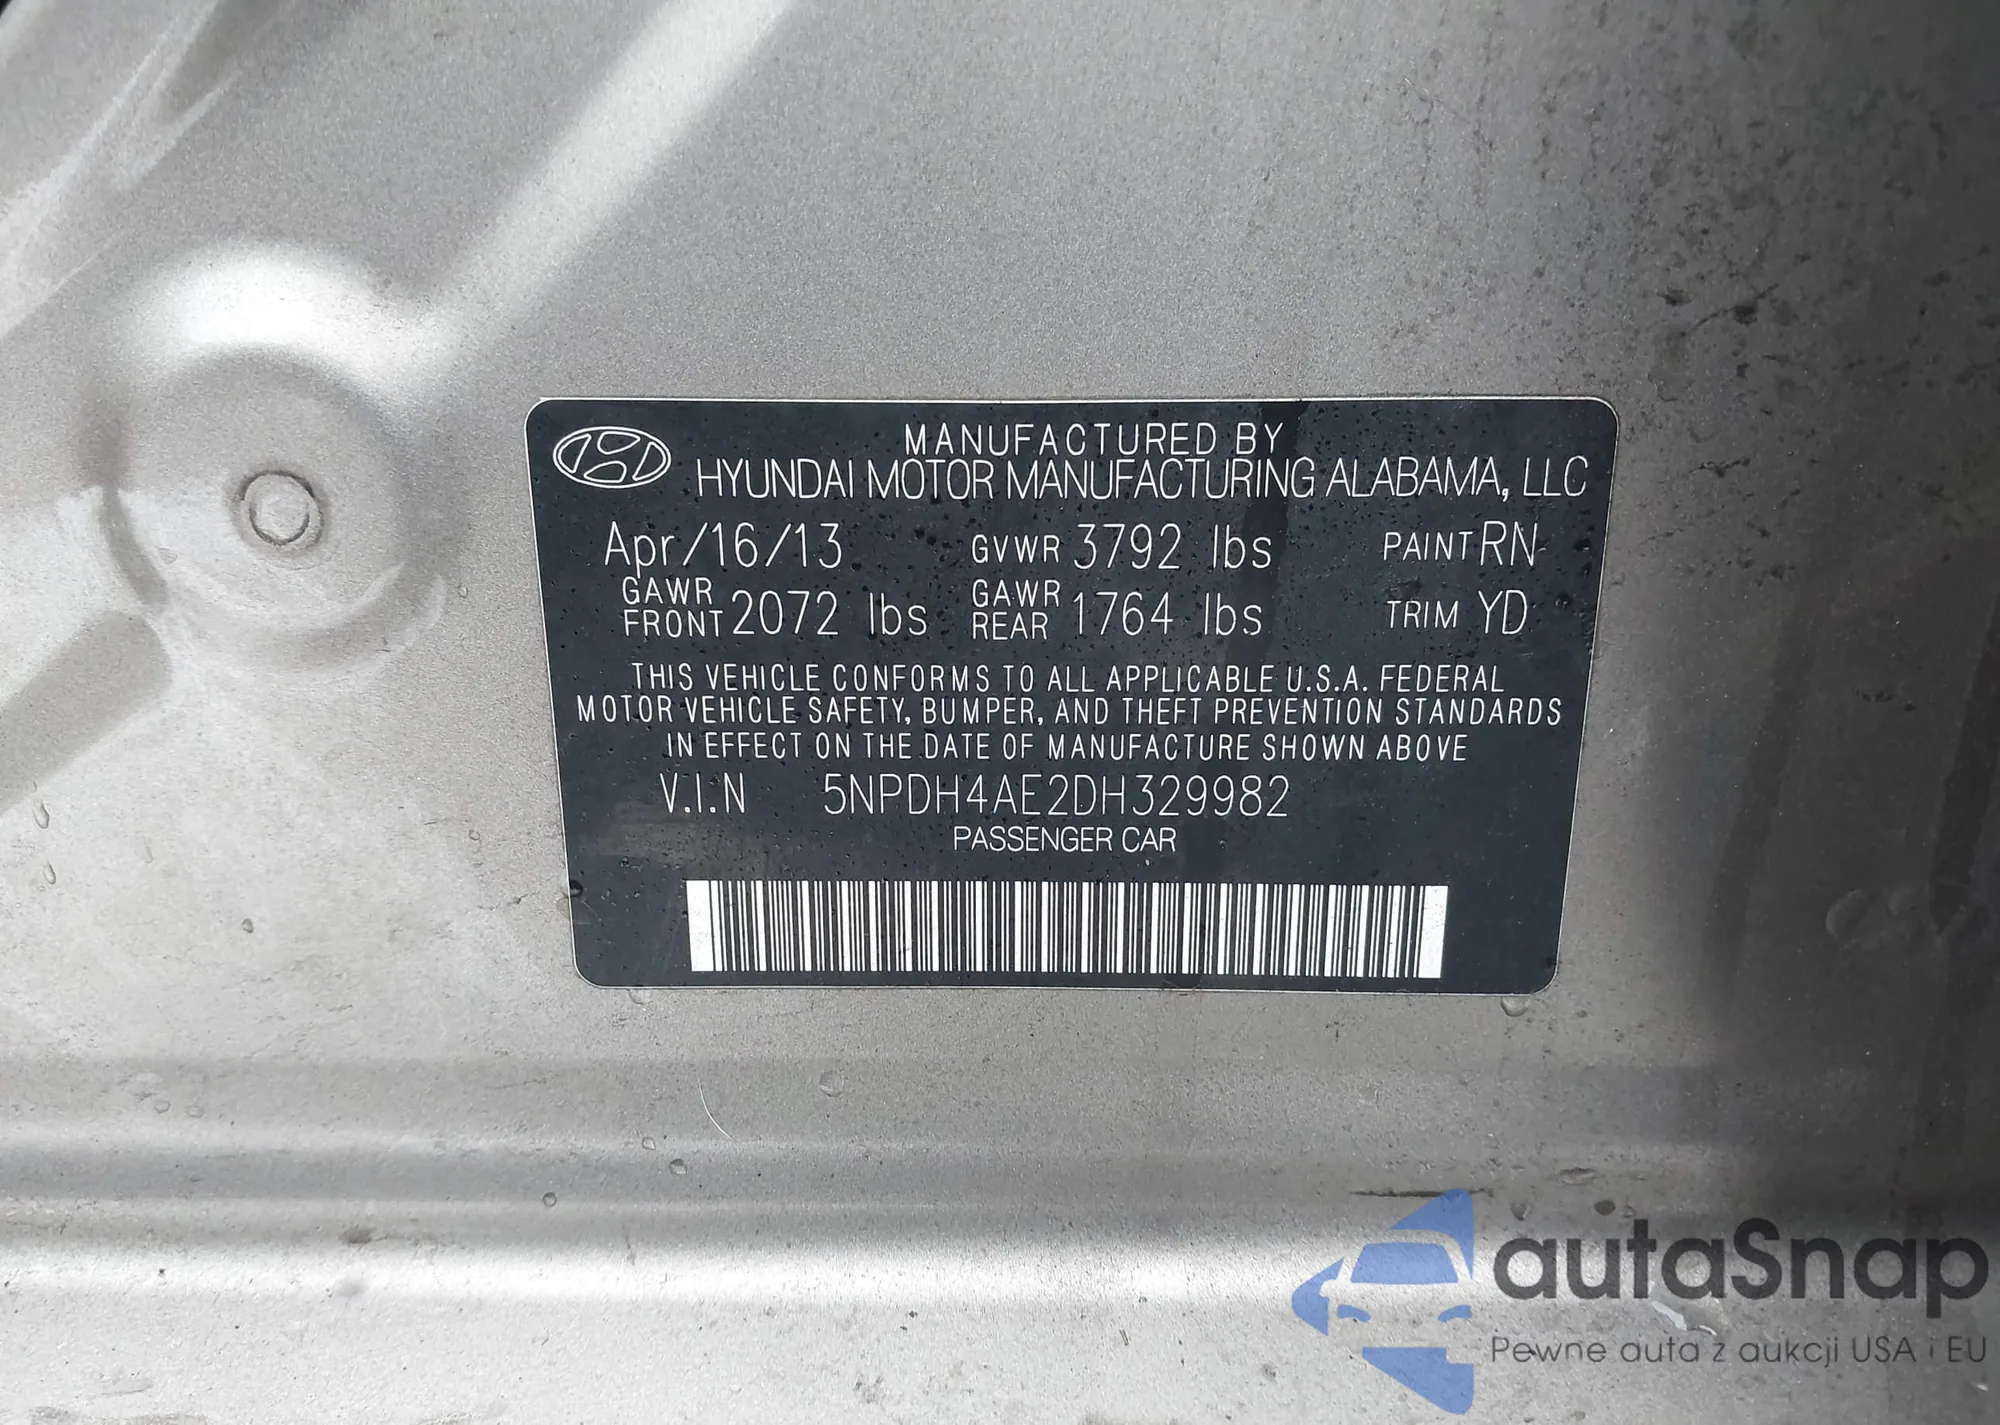 MANUFACTURED BY
HYUNDAI MOTOR MANUFACTURING ALABAMA, LLC
Apr/16/13 GVWR 3792 lbs PAINT RN
GAWR FRONT 2072 lbs GAWR REAR 1764 lbs TRIM YD
THIS VEHICLE CONFORMS TO ALL APPLICABLE U.S.A. FEDERAL
MOTOR VEHICLE SAFETY, BUMPER, AND THEFT PREVENTION STANDARDS
IN EFFECT ON THE DATE OF MANUFACTURE SHOWN ABOVE
V.I.N 5NPDH4AE2DH329982
PASSENGER CAR
autaSnap
Pewne auta z aukcji USA i EU